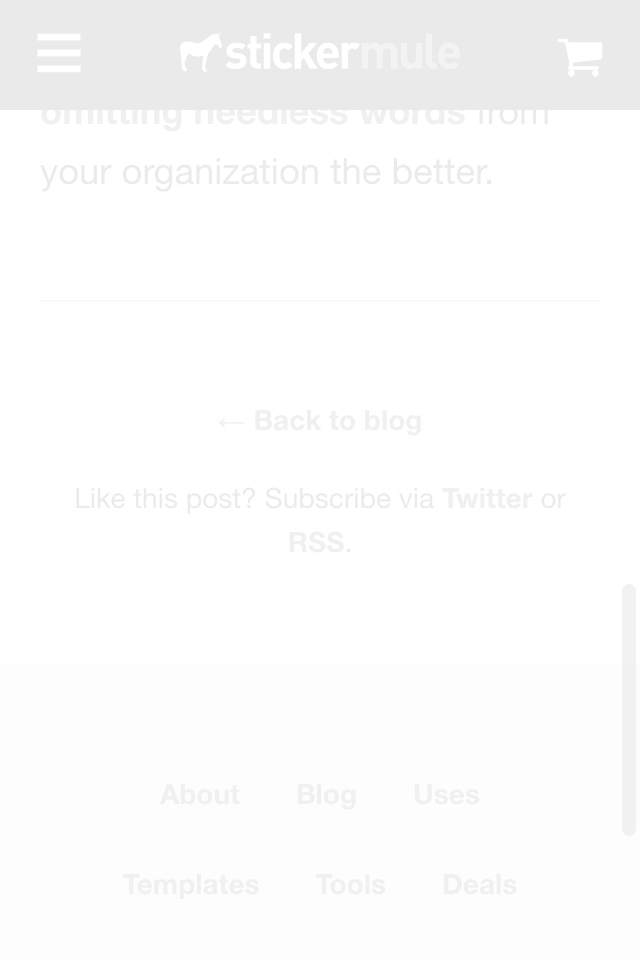 stickermule
omitting needless words from
your organization the better.
← Back to blog
Like this post? Subscribe via Twitter or
RSS.
About Blog Uses
Templates Tools Deals